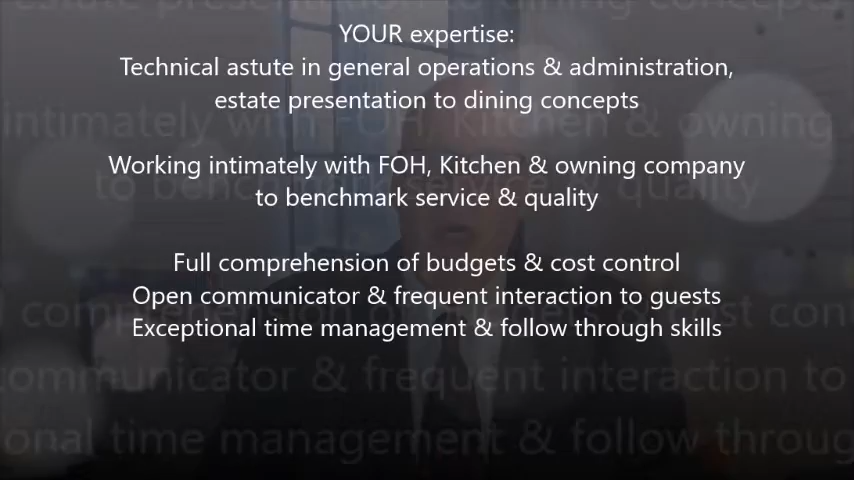 YOUR expertise:
Technical astute in general operations & administration,
estate presentation to dining concepts
Working intimately with FOH, Kitchen & owning company
to benchmark service & quality
Full comprehension of budgets & cost control
Open communicator & frequent interaction to guests
Exceptional time management & follow through skills